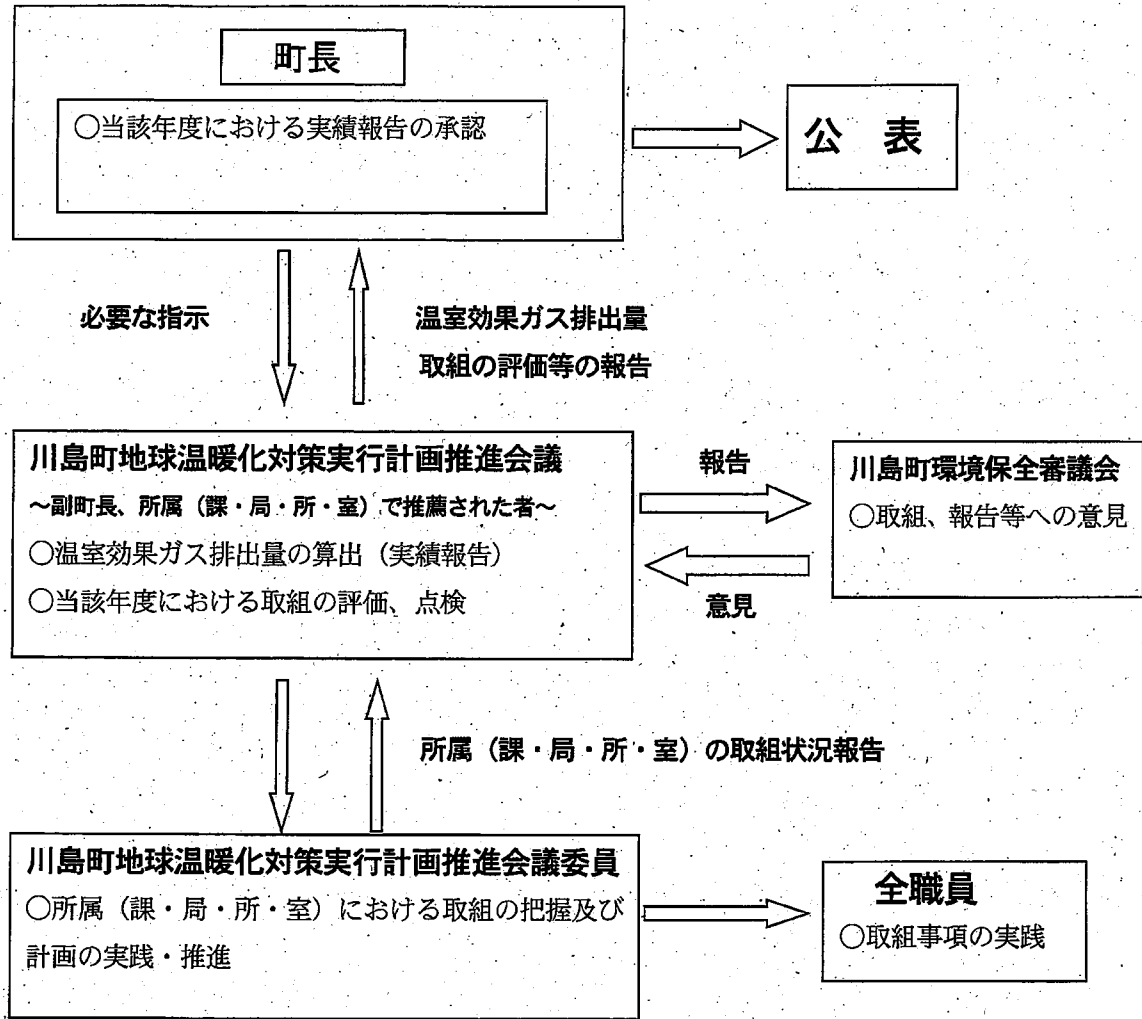 町長
○当該年度における実績報告の承認
公 表
必要な指示
温室効果ガス排出量
取組の評価等の報告
川島町地球温暖化対策実行計画推進会議
~副町長、所属（課・局・所・室）で推薦された者~
○温室効果ガス排出量の算出（実績報告）
○当該年度における取組の評価、点検
報告
意見
川島町環境保全審議会
○取組、報告等への意見
所属（課・局・所・室）の取組状況報告
川島町地球温暖化対策実行計画推進会議委員
○所属（課・局・所・室）における取組の把握及び
計画の実践・推進
全職員
○取組事項の実践